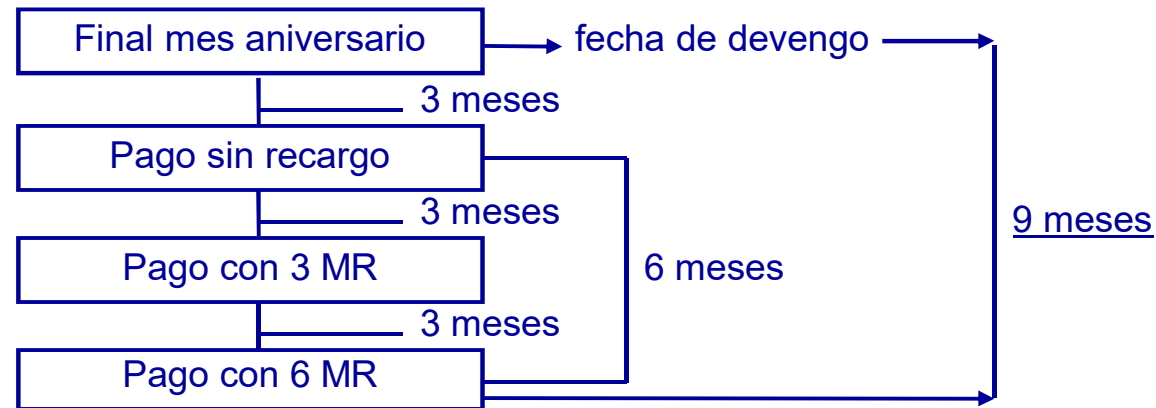 Final mes aniversario
fecha de devengo
3 meses
Pago sin recargo
3 meses
9 meses
Pago con 3 MR
6 meses
3 meses
Pago con 6 MR